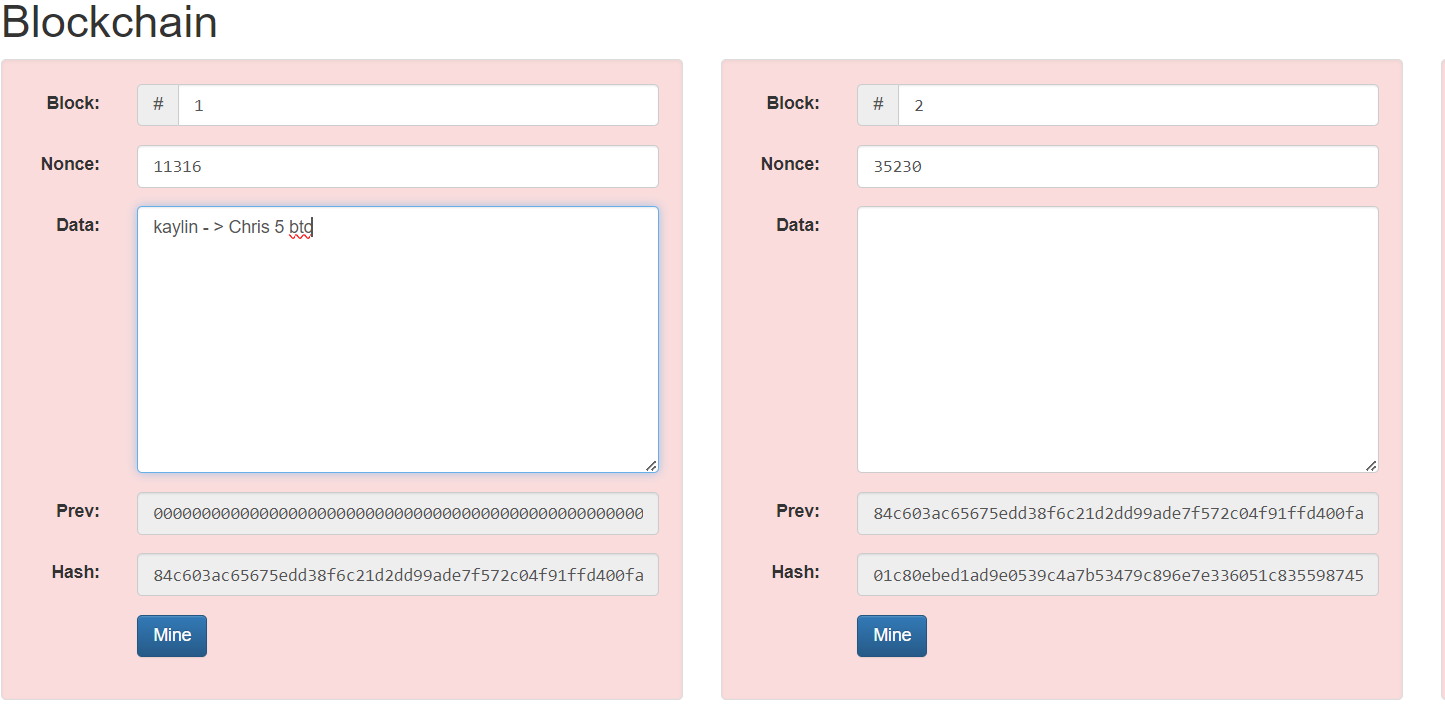 Blockchain
Block: # 1
Nonce: 11316
Data: kaylin - > Chris 5 btc
Prev: 000000000000000000000000000000000000000000000000000
Hash: 84c603ac65675edd38f6c21d2dd99ade7f572c04f91ffd400fa
Mine
Block: # 2
Nonce: 35230
Data:
Prev: 84c603ac65675edd38f6c21d2dd99ade7f572c04f91ffd400fa
Hash: 01c80ebed1ad9e0539c4a7b53479c896e7e336051c835598745
Mine